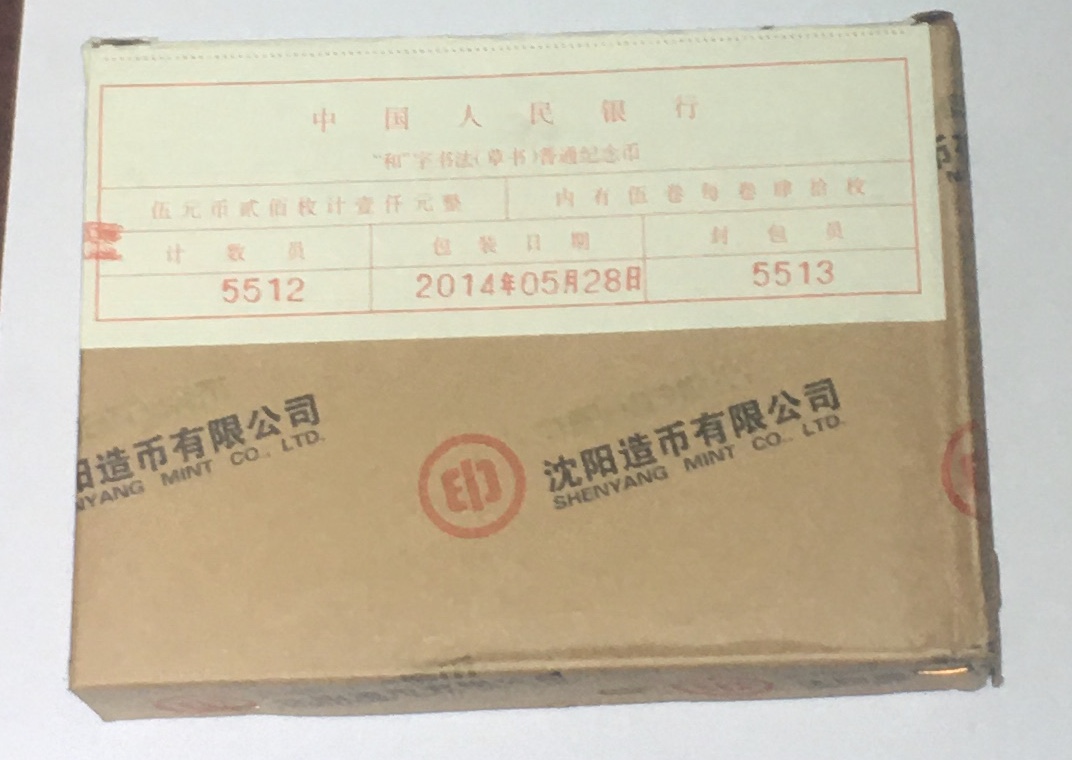 中国人民银行
“和”字书法(草书)普通纪念币
伍元币贰佰枚计壹仟元整 内有伍卷每卷肆拾枚
计数员 包装日期 封包员
5512 2014年05月28日 5513
阳造币有限公司 沈阳造币有限公司
NYANG MINT CO., LTD. SHENYANG MINT CO., LTD.